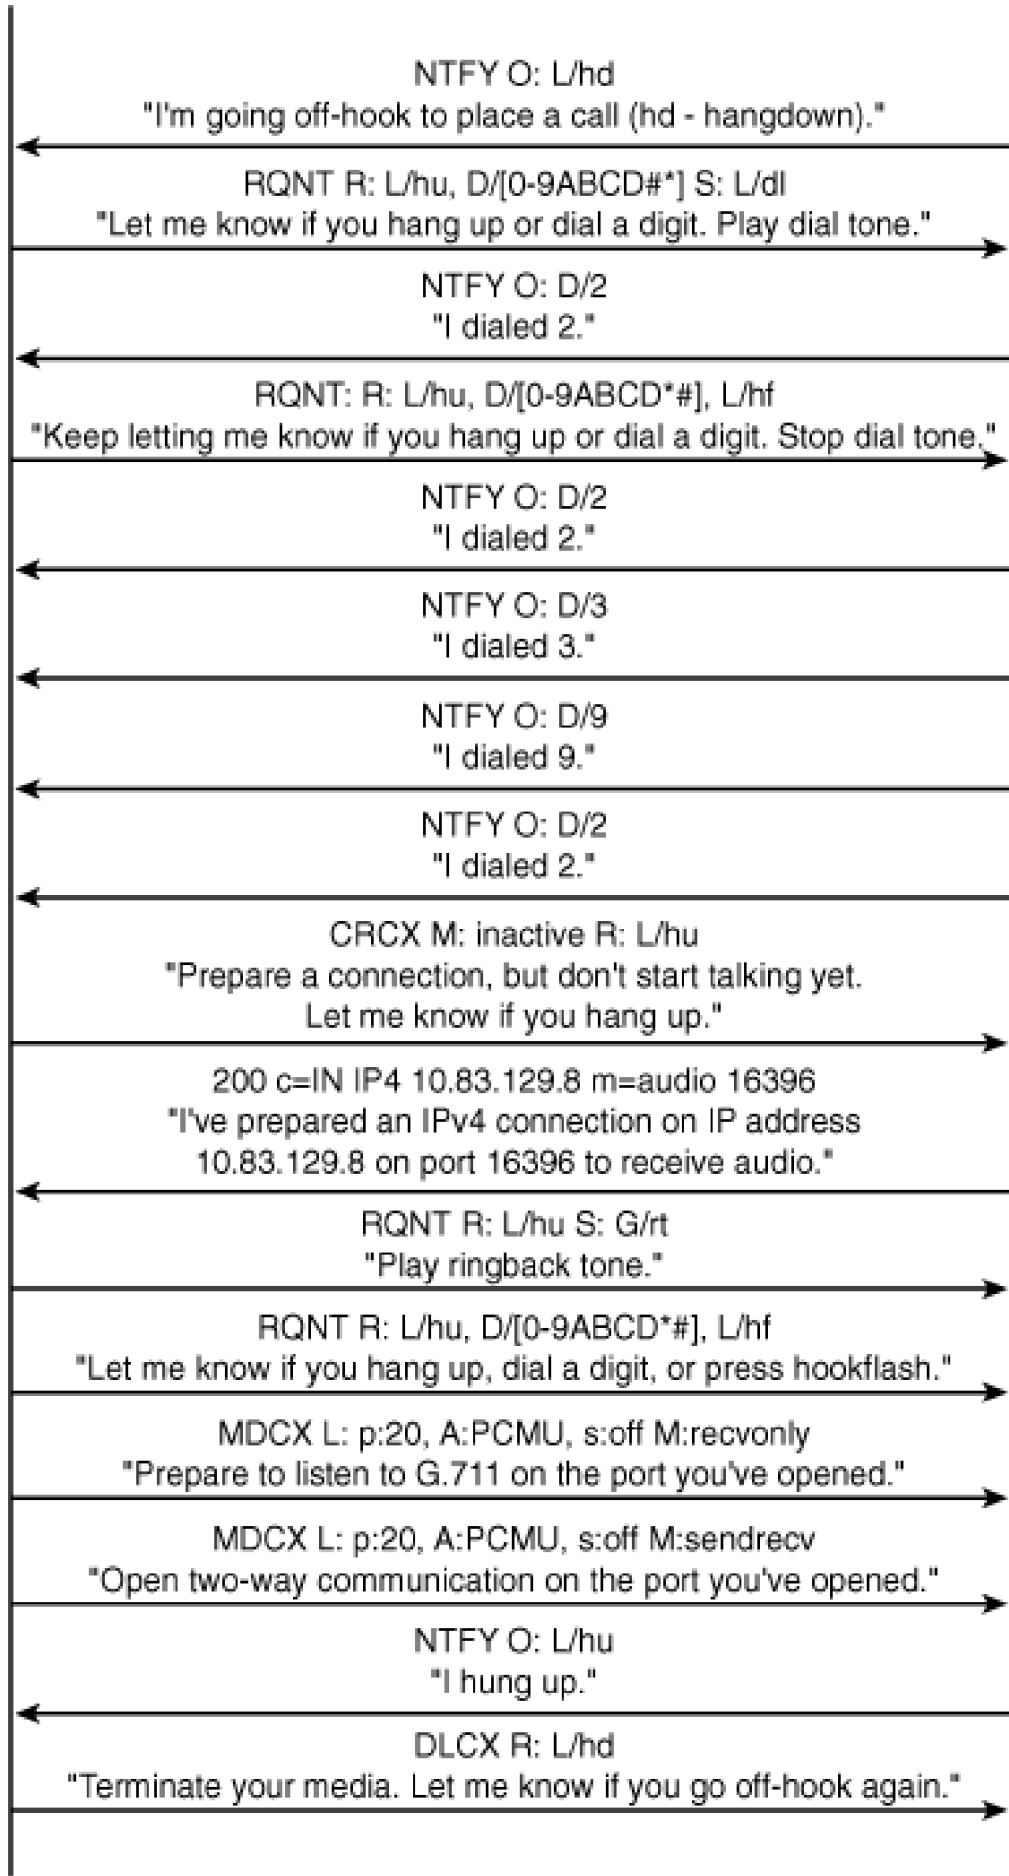 NTFY O: L/hd
"I'm going off-hook to place a call (hd - hangdown)."
RQNT R: L/hu, D/[0-9ABCD#*] S: L/dl
"Let me know if you hang up or dial a digit. Play dial tone."
NTFY O: D/2
"I dialed 2."
RQNT: R: L/hu, D/[0-9ABCD*#], L/hf
"Keep letting me know if you hang up or dial a digit. Stop dial tone."
NTFY O: D/2
"I dialed 2."
NTFY O: D/3
"I dialed 3."
NTFY O: D/9
"I dialed 9."
NTFY O: D/2
"I dialed 2."
CRCX M: inactive R: L/hu
"Prepare a connection, but don't start talking yet.
Let me know if you hang up."
200 c=IN IP4 10.83.129.8 m=audio 16396
"I've prepared an IPv4 connection on IP address
10.83.129.8 on port 16396 to receive audio."
RQNT R: L/hu S: G/rt
"Play ringback tone."
RQNT R: L/hu, D/[0-9ABCD*#], L/hf
"Let me know if you hang up, dial a digit, or press hookflash."
MDCX L: p:20, A:PCMU, s:off M:recvonly
"Prepare to listen to G.711 on the port you've opened."
MDCX L: p:20, A:PCMU, s:off M:sendrecv
"Open two-way communication on the port you've opened."
NTFY O: L/hu
"I hung up."
DLCX R: L/hd
"Terminate your media. Let me know if you go off-hook again."